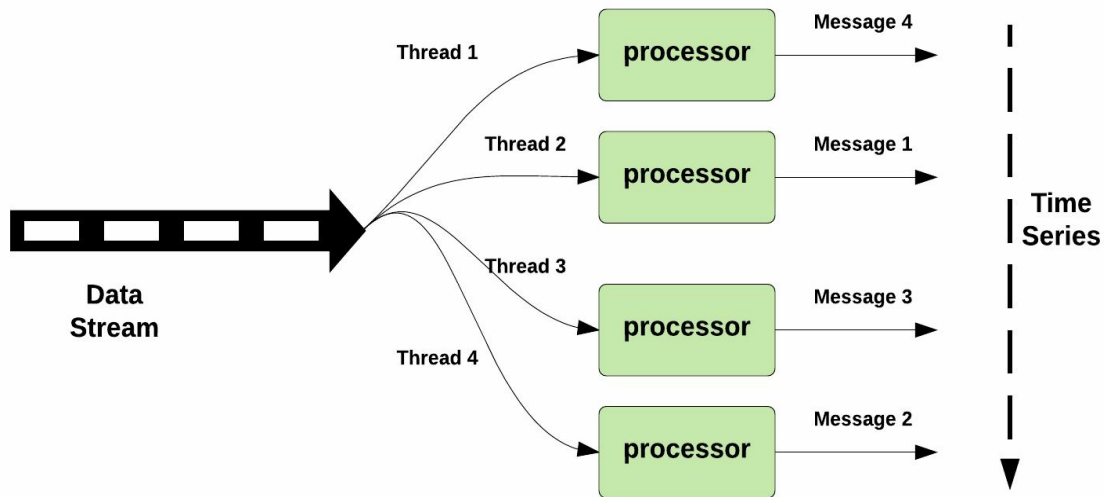 Message 4
Thread 1
processor
Thread 2
Message 1
processor
Time
Series
Thread 3
Data
Stream
Message 3
processor
Thread 4
Message 2
processor